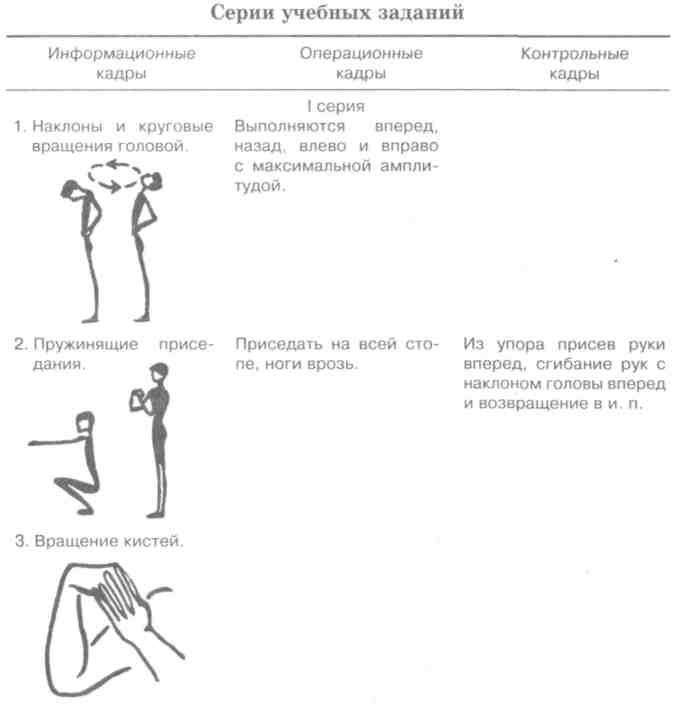 Серии учебных заданий
Информационные кадры
Операционные кадры
Контрольные кадры
I серия
1. Наклоны и круговые
вращения головой.
Выполняются вперед,
назад, влево и вправо
с максимальной ампли-
тудой.
2. Пружинящие присе-
дания.
Приседать на всей сто-
пе, ноги врозь.
Из упора присев руки
вперед, сгибание рук с
наклоном головы вперед
и возвращение в и. п.
3. Вращение кистей.